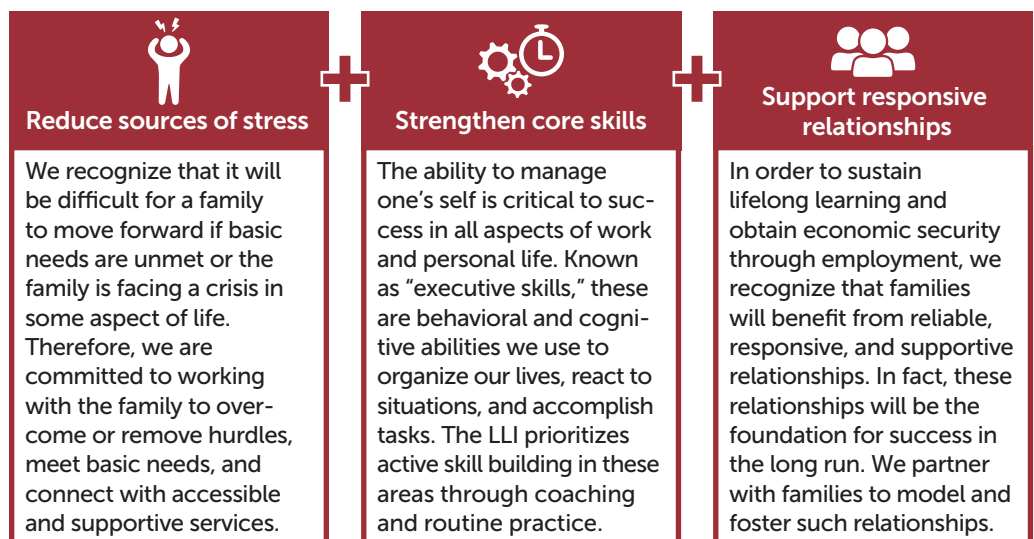 Reduce sources of stress
We recognize that it will
be difficult for a family
to move forward if basic
needs are unmet or the
family is facing a crisis in
some aspect of life.
Therefore, we are
committed to working
with the family to over-
come or remove hurdles,
meet basic needs, and
connect with accessible
and supportive services.
Strengthen core skills
The ability to manage
one’s self is critical to suc-
cess in all aspects of work
and personal life. Known
as “executive skills,” these
are behavioral and cogni-
tive abilities we use to
organize our lives, react to
situations, and accomplish
tasks. The LLI prioritizes
active skill building in these
areas through coaching
and routine practice.
Support responsive
relationships
In order to sustain
lifelong learning and
obtain economic security
through employment, we
recognize that families
will benefit from reliable,
responsive, and supportive
relationships. In fact, these
relationships will be the
foundation for success in
the long run. We partner
with families to model and
foster such relationships.